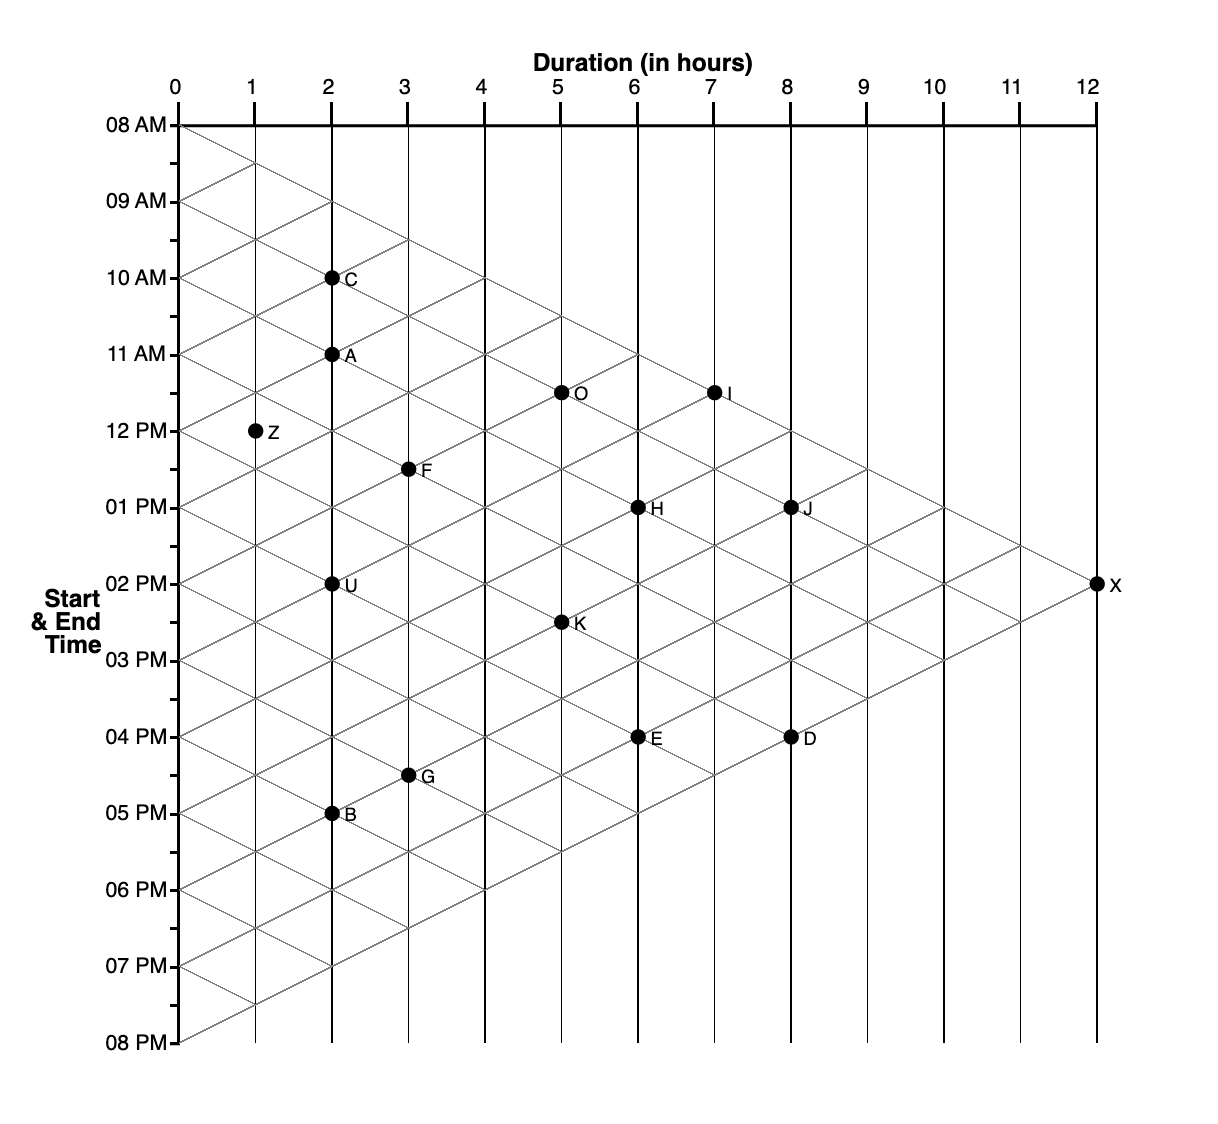 Duration (in hours)
0 1 2 3 4 5 6 7 8 9 10 11 12
08 AM
09 AM
10 AM
C
11 AM
A
O
I
12 PM
Z
F
01 PM
H
J
02 PM
U
X
Start
& End
Time
K
03 PM
04 PM
E
D
G
05 PM
B
06 PM
07 PM
08 PM